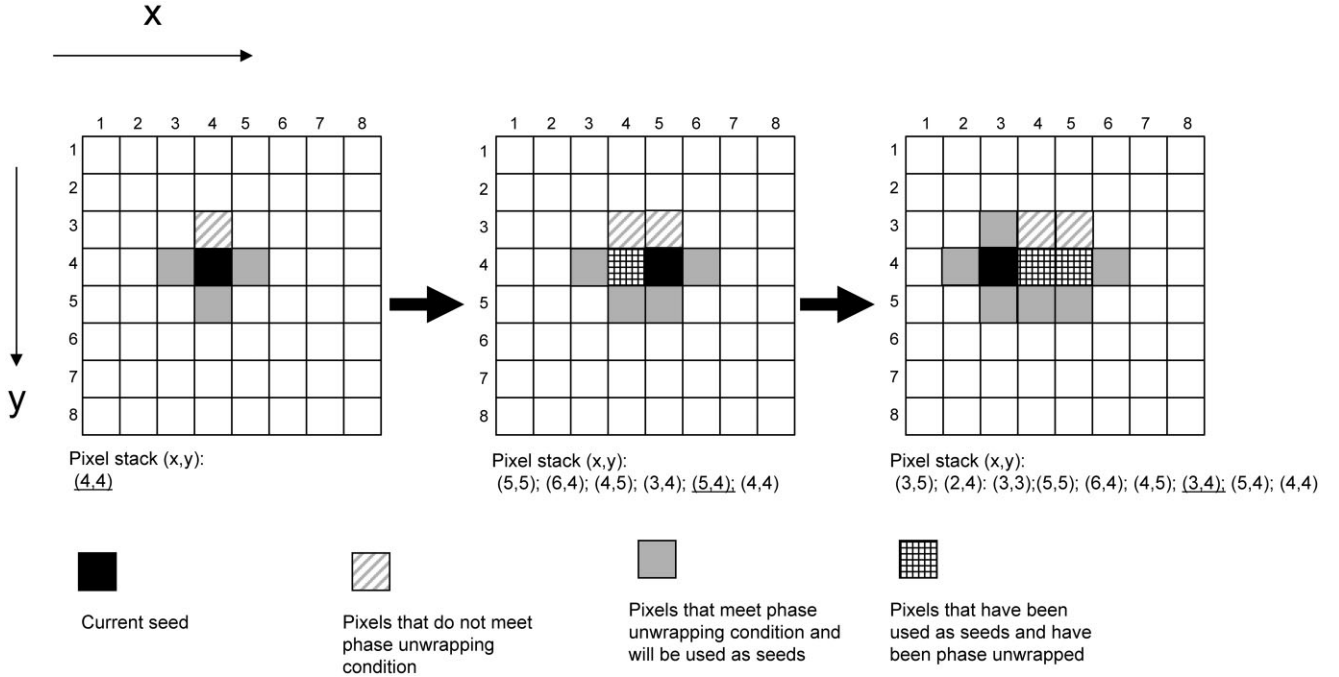 x
1 2 3 4 5 6 7 8
1 2 3 4 5 6 7 8
1 2 3 4 5 6 7 8
1 1 1
2 2 2
3 3 3
4 4 4
5 5 5
6 6 6
7 7 7
y
8 8 8
Pixel stack (x,y):
(4,4)
Pixel stack (x,y):
(5,5); (6,4); (4,5); (3,4); (5,4); (4,4)
Pixel stack (x,y):
(3,5); (2,4): (3,3);(5,5); (6,4); (4,5); (3,4); (5,4); (4,4)
Current seed
Pixels that do not meet
phase unwrapping
condition
Pixels that meet phase
unwrapping condition and
will be used as seeds
Pixels that have been
used as seeds and have
been phase unwrapped